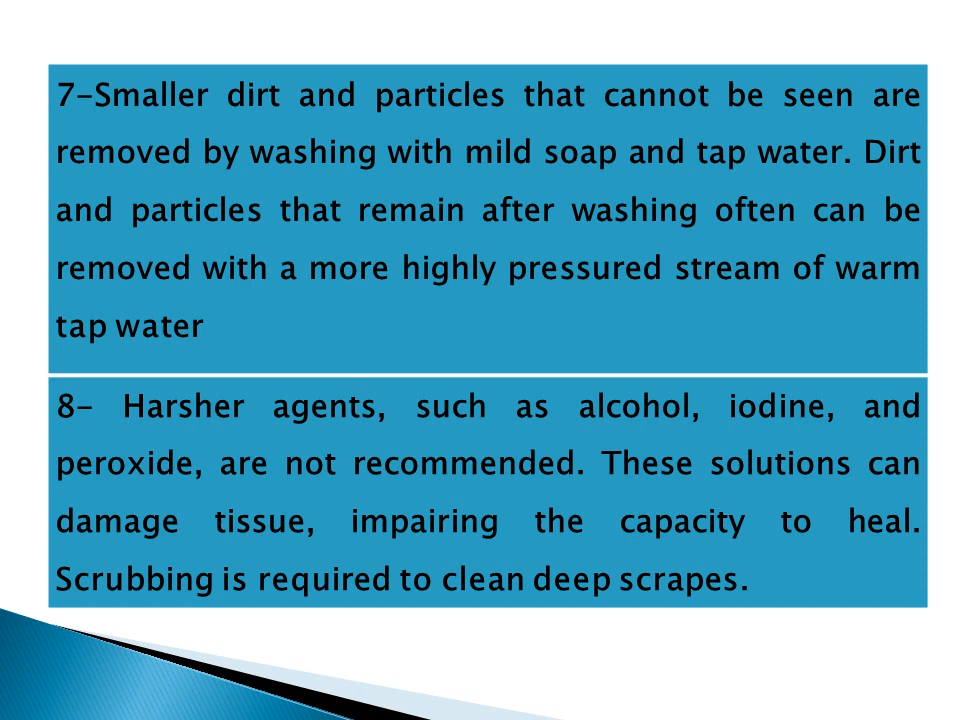 7-Smaller dirt and particles that cannot be seen are
removed by washing with mild soap and tap water. Dirt
and particles that remain after washing often can be
removed with a more highly pressured stream of warm
tap water
8- Harsher agents, such as alcohol, iodine, and
peroxide, are not recommended. These solutions can
damage tissue, impairing the capacity to heal.
Scrubbing is required to clean deep scrapes.